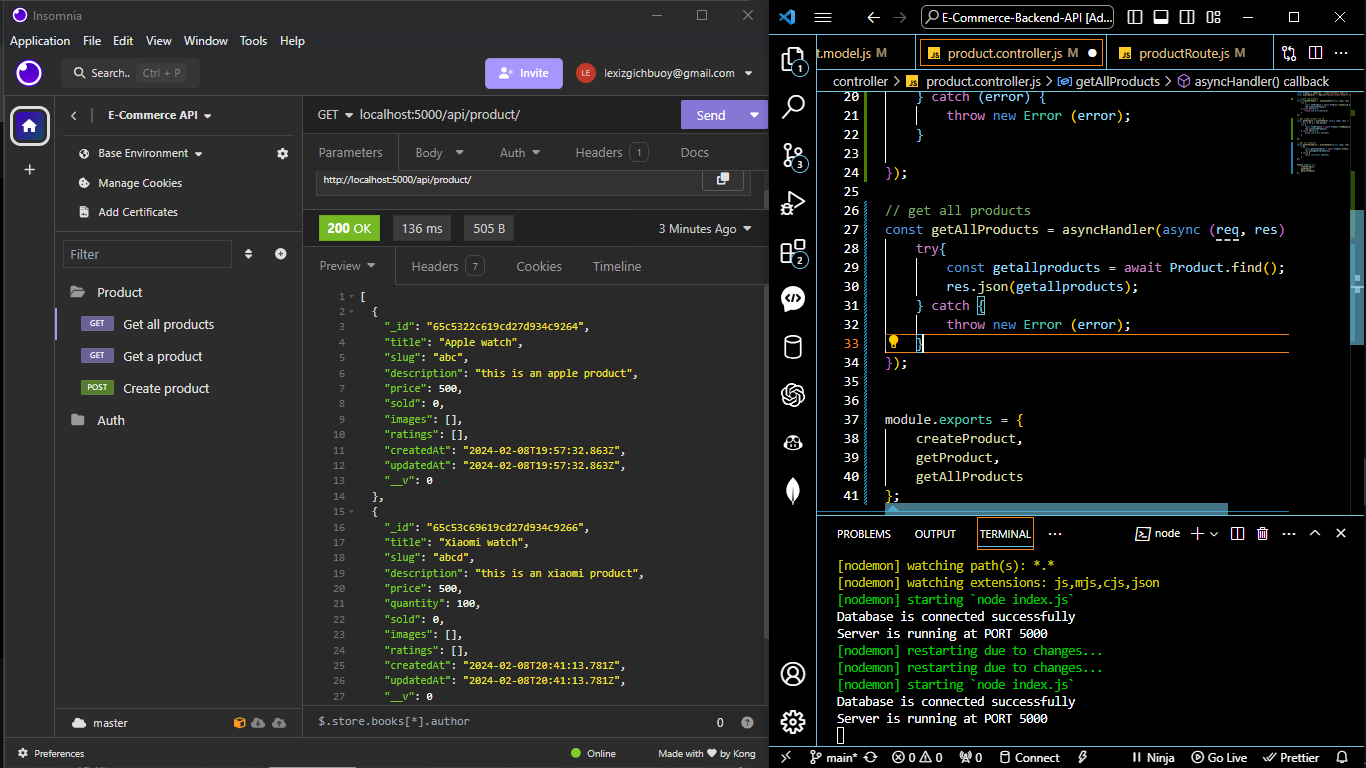 Insomnia
Application File Edit View Window Tools Help
Search.. Ctrl + P
Invite
LE lexizgichbuoy@gmail.com
E-Commerce API
Base Environment
Manage Cookies
Add Certificates
Filter
Product
GET Get all products
GET Get a product
POST Create product
Auth
master
Preferences
GET localhost:5000/api/product/ Send
Parameters Body Auth Headers 1 Docs
http://localhost:5000/api/product/
200 OK 136 ms 505 B 3 Minutes Ago
Preview Headers 7 Cookies Timeline
1 [
2 {
3 "_id": "65c5322c619cd27d934c9264",
4 "title": "Apple watch",
5 "slug": "abc",
6 "description": "this is an apple product",
7 "price": 500,
8 "sold": 0,
9 "images": [],
10 "ratings": [],
11 "createdAt": "2024-02-08T19:57:32.863Z",
12 "updatedAt": "2024-02-08T19:57:32.863Z",
13 "__v": 0
14 },
15 {
16 "_id": "65c53c69619cd27d934c9266",
17 "title": "Xiaomi watch",
18 "slug": "abcd",
19 "description": "this is an xiaomi product",
20 "price": 500,
21 "quantity": 100,
22 "sold": 0,
23 "images": [],
24 "ratings": [],
25 "createdAt": "2024-02-08T20:41:13.781Z",
26 "updatedAt": "2024-02-08T20:41:13.781Z",
27 "__v": 0
$.store.books[*].author 0
Online Made with ♥ by Kong
E-Commerce-Backend-API [Ad...
t.model.js M product.controller.js M productRoute.js M
controller > product.controller.js > getAllProducts > asyncHandler() callback
20 } catch (error) {
21 throw new Error (error);
22 }
23
24 });
25
26 // get all products
27 const getAllProducts = asyncHandler(async (req, res)
28 try{
29 const getallproducts = await Product.find();
30 res.json(getallproducts);
31 } catch {
32 throw new Error (error);
33 }
34 });
35
36
37 module.exports = {
38 createProduct,
39 getProduct,
40 getAllProducts
41 };
1
3
2
PROBLEMS OUTPUT TERMINAL ... node
[nodemon] watching path(s): *.*
[nodemon] watching extensions: js,mjs,cjs,json
[nodemon] starting `node index.js`
Database is connected successfully
Server is running at PORT 5000
[nodemon] restarting due to changes...
[nodemon] restarting due to changes...
[nodemon] starting `node index.js`
Database is connected successfully
Server is running at PORT 5000
main* 0 0 0 Connect Ninja Go Live Prettier